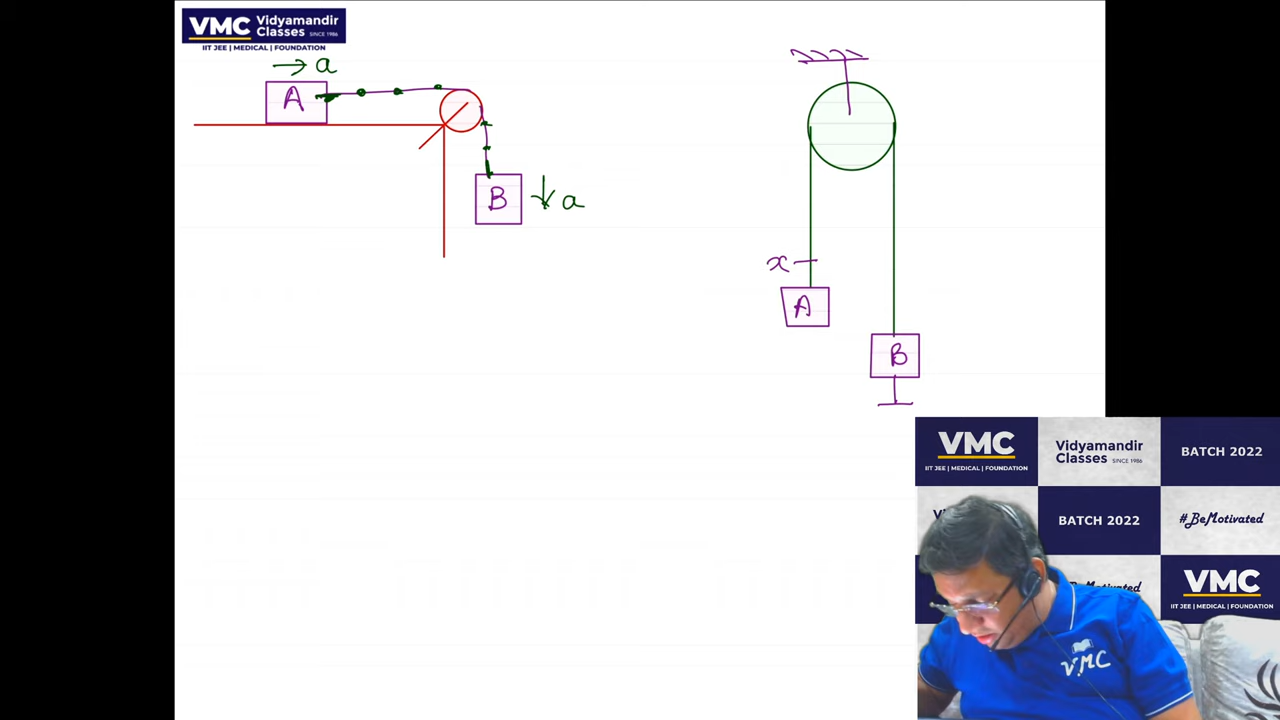 VMC Vidyamandir Classes SINCE 1986
IIT JEE | MEDICAL | FOUNDATION
→ a
A
B ↓ a
x
A
B
VMC Vidyamandir Classes SINCE 1986 BATCH 2022
IIT JEE | MEDICAL | FOUNDATION
BATCH 2022 #BeMotivated
VMC
IIT JEE | MEDICAL | FOUNDATION
VMC